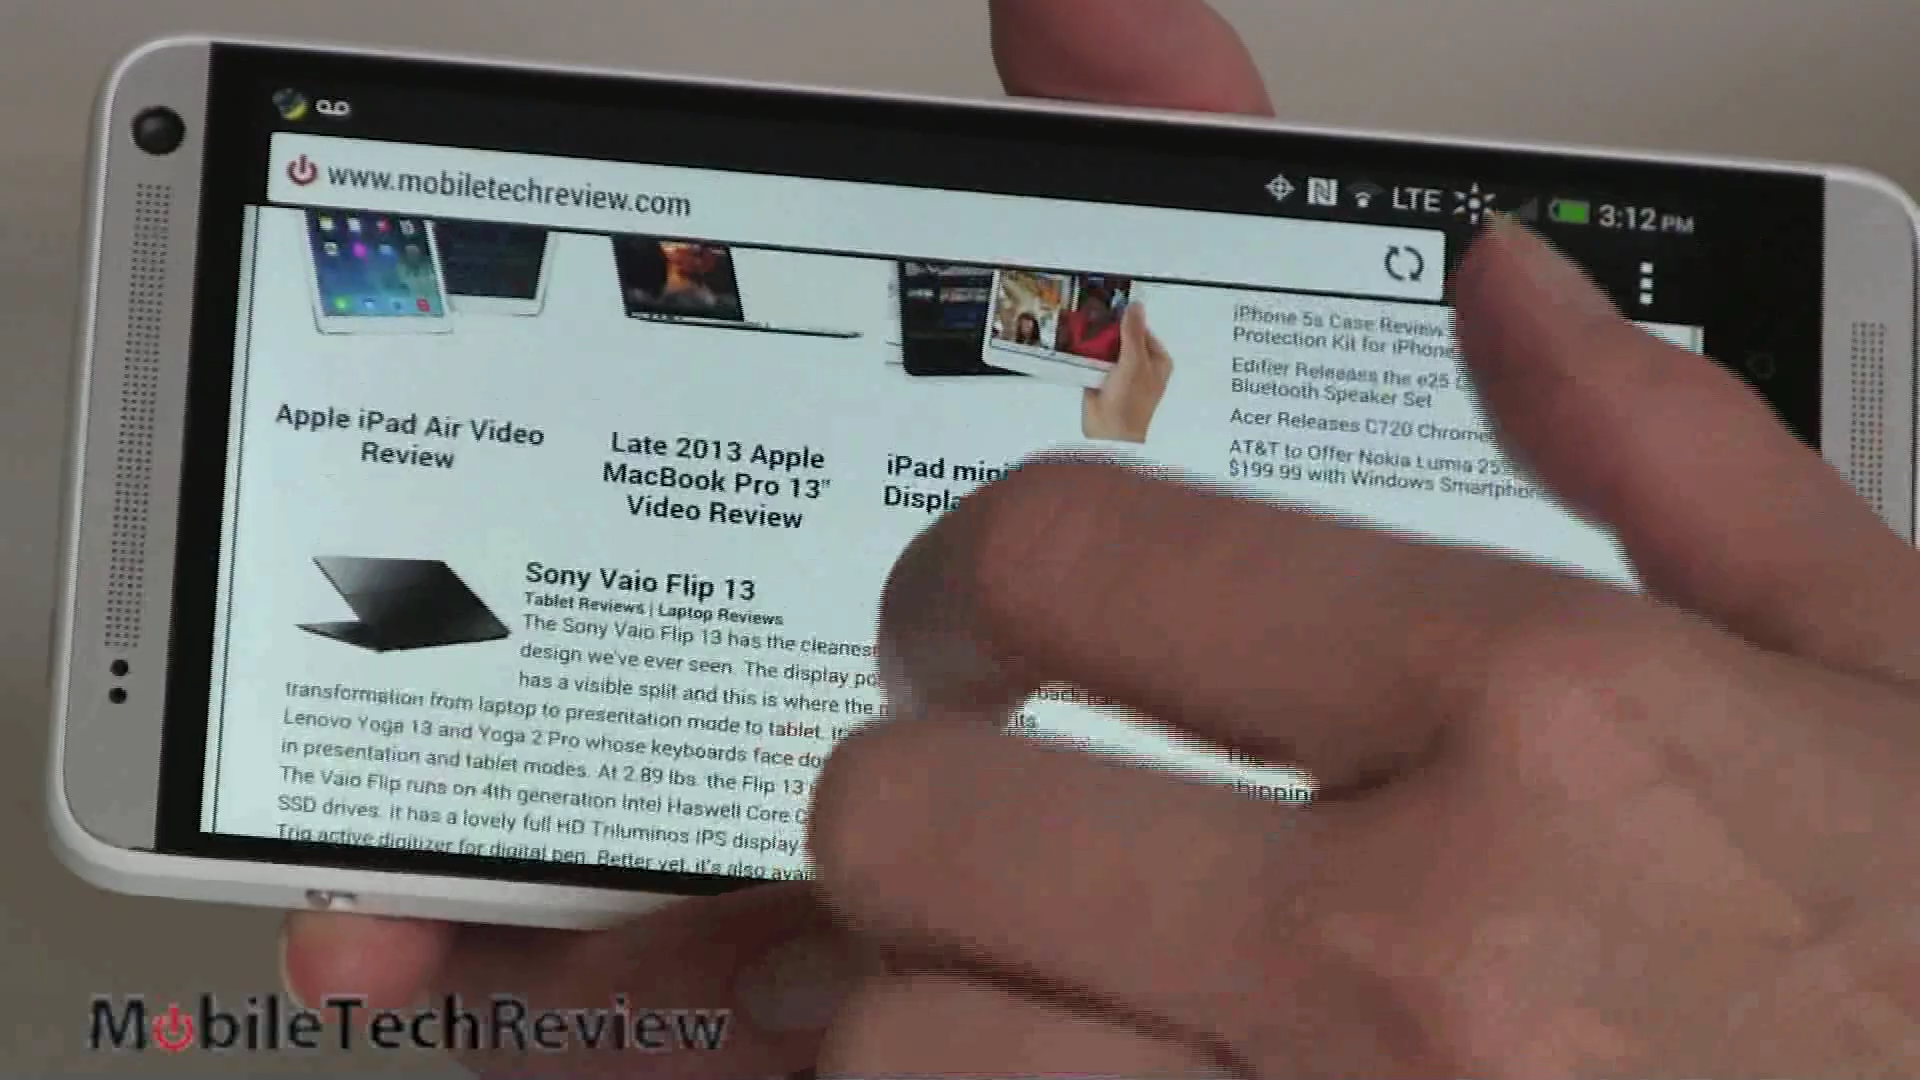 www.mobiletechreview.com
LTE 3:12 PM
Apple iPad Air Video
Review
Late 2013 Apple
MacBook Pro 13"
Video Review
iPad mini
iPhone 5s Case Review
Protection Kit for iPhone
Edifier Releases the e25
Bluetooth Speaker Set
Acer Releases C720
AT&T to Offer Nokia Lumia
$199.99 with Windows
Sony Vaio Flip 13
Tablet Reviews | Laptop Reviews
The Sony Vaio Flip 13 has the cleanest
design we've ever seen. The display
has a visible split and this is where the
transformation from laptop to presentation mode to tablet.
Lenovo Yoga 13 and Yoga 2 Pro whose keyboards face
in presentation and tablet modes. At 2.89 lbs. the Flip 13
The Vaio Flip runs on 4th generation Intel Haswell Core
SSD drives. it has a lovely full HD Triluminos IPS display
active digitizer for digital pen. Better yet, it's also
its
MobileTechReview